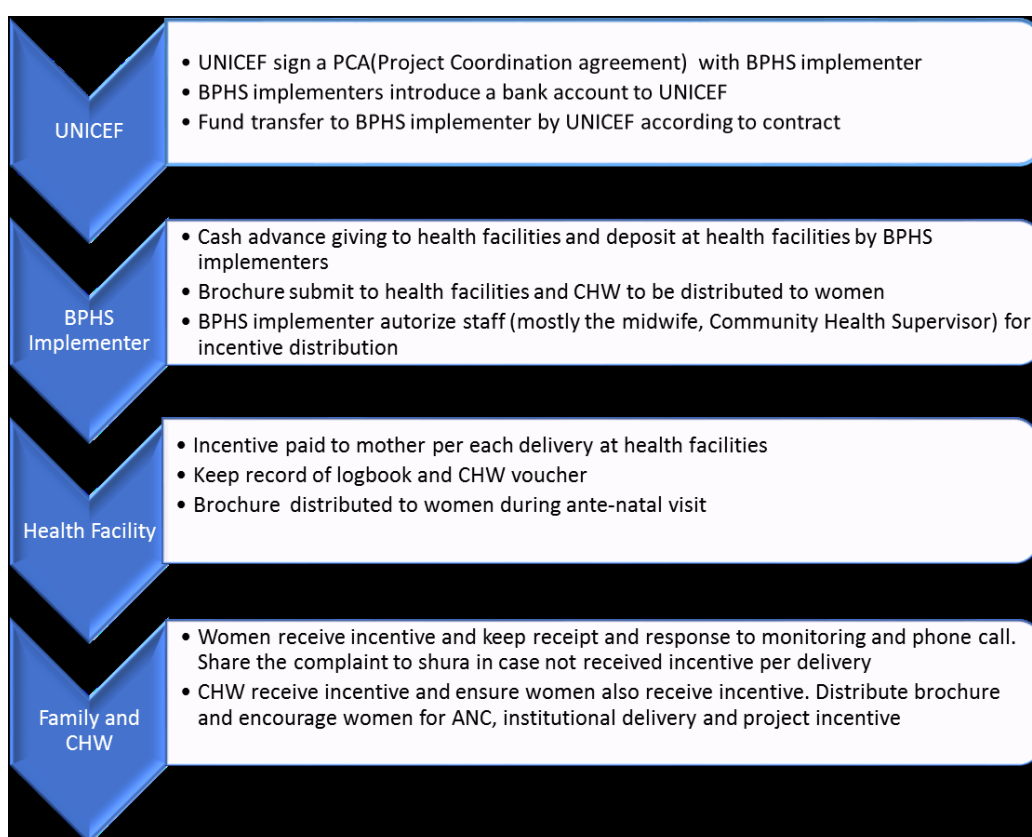 UNICEF
• UNICEF sign a PCA(Project Coordination agreement) with BPHS implementer
• BPHS implementers introduce a bank account to UNICEF
• Fund transfer to BPHS implementer by UNICEF according to contract
BPHS
Implementer
• Cash advance giving to health facilities and deposit at health facilities by BPHS
implementers
• Brochure submit to health facilities and CHW to be distributed to women
• BPHS implementer autorize staff (mostly the midwife, Community Health Supervisor) for
incentive distribution
Health Facility
• Incentive paid to mother per each delivery at health facilities
• Keep record of logbook and CHW voucher
• Brochure distributed to women during ante-natal visit
Family and
CHW
• Women receive incentive and keep receipt and response to monitoring and phone call.
Share the complaint to shura in case not received incentive per delivery
• CHW receive incentive and ensure women also receive incentive. Distribute brochure
and encourage women for ANC, institutional delivery and project incentive